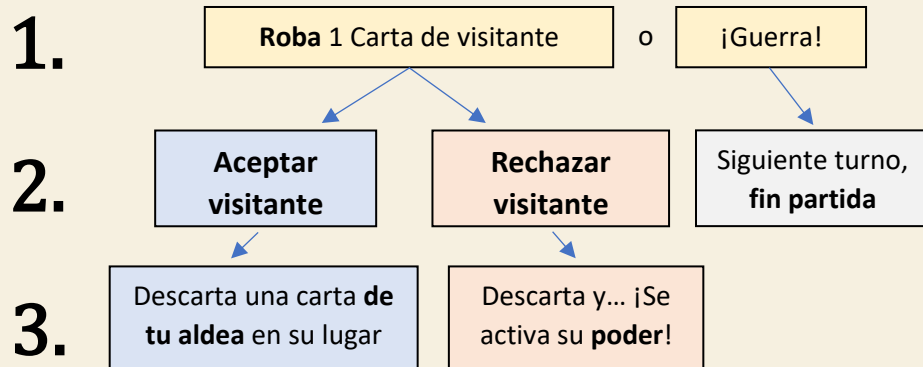 1.
Roba 1 Carta de visitante
o
¡Guerra!
2.
Aceptar
visitante
Rechazar
visitante
Siguiente turno,
fin partida
3.
Descarta una carta de
tu aldea en su lugar
Descarta y... ¡Se
activa su poder!